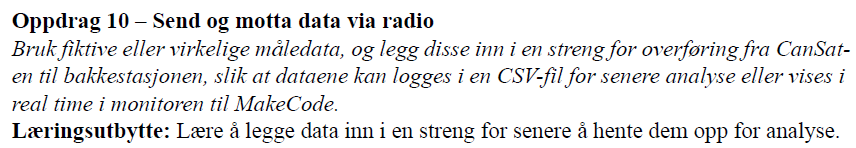 Oppdrag 10 – Send og motta data via radio
Bruk fiktive eller virkelige måledata, og legg disse inn i en streng for overføring fra CanSat-
en til bakkestasjonen, slik at dataene kan logges i en CSV-fil for senere analyse eller vises i
real time i monitoren til MakeCode.
Læringsutbytte: Lære å legge data inn i en streng for senere å hente dem opp for analyse.